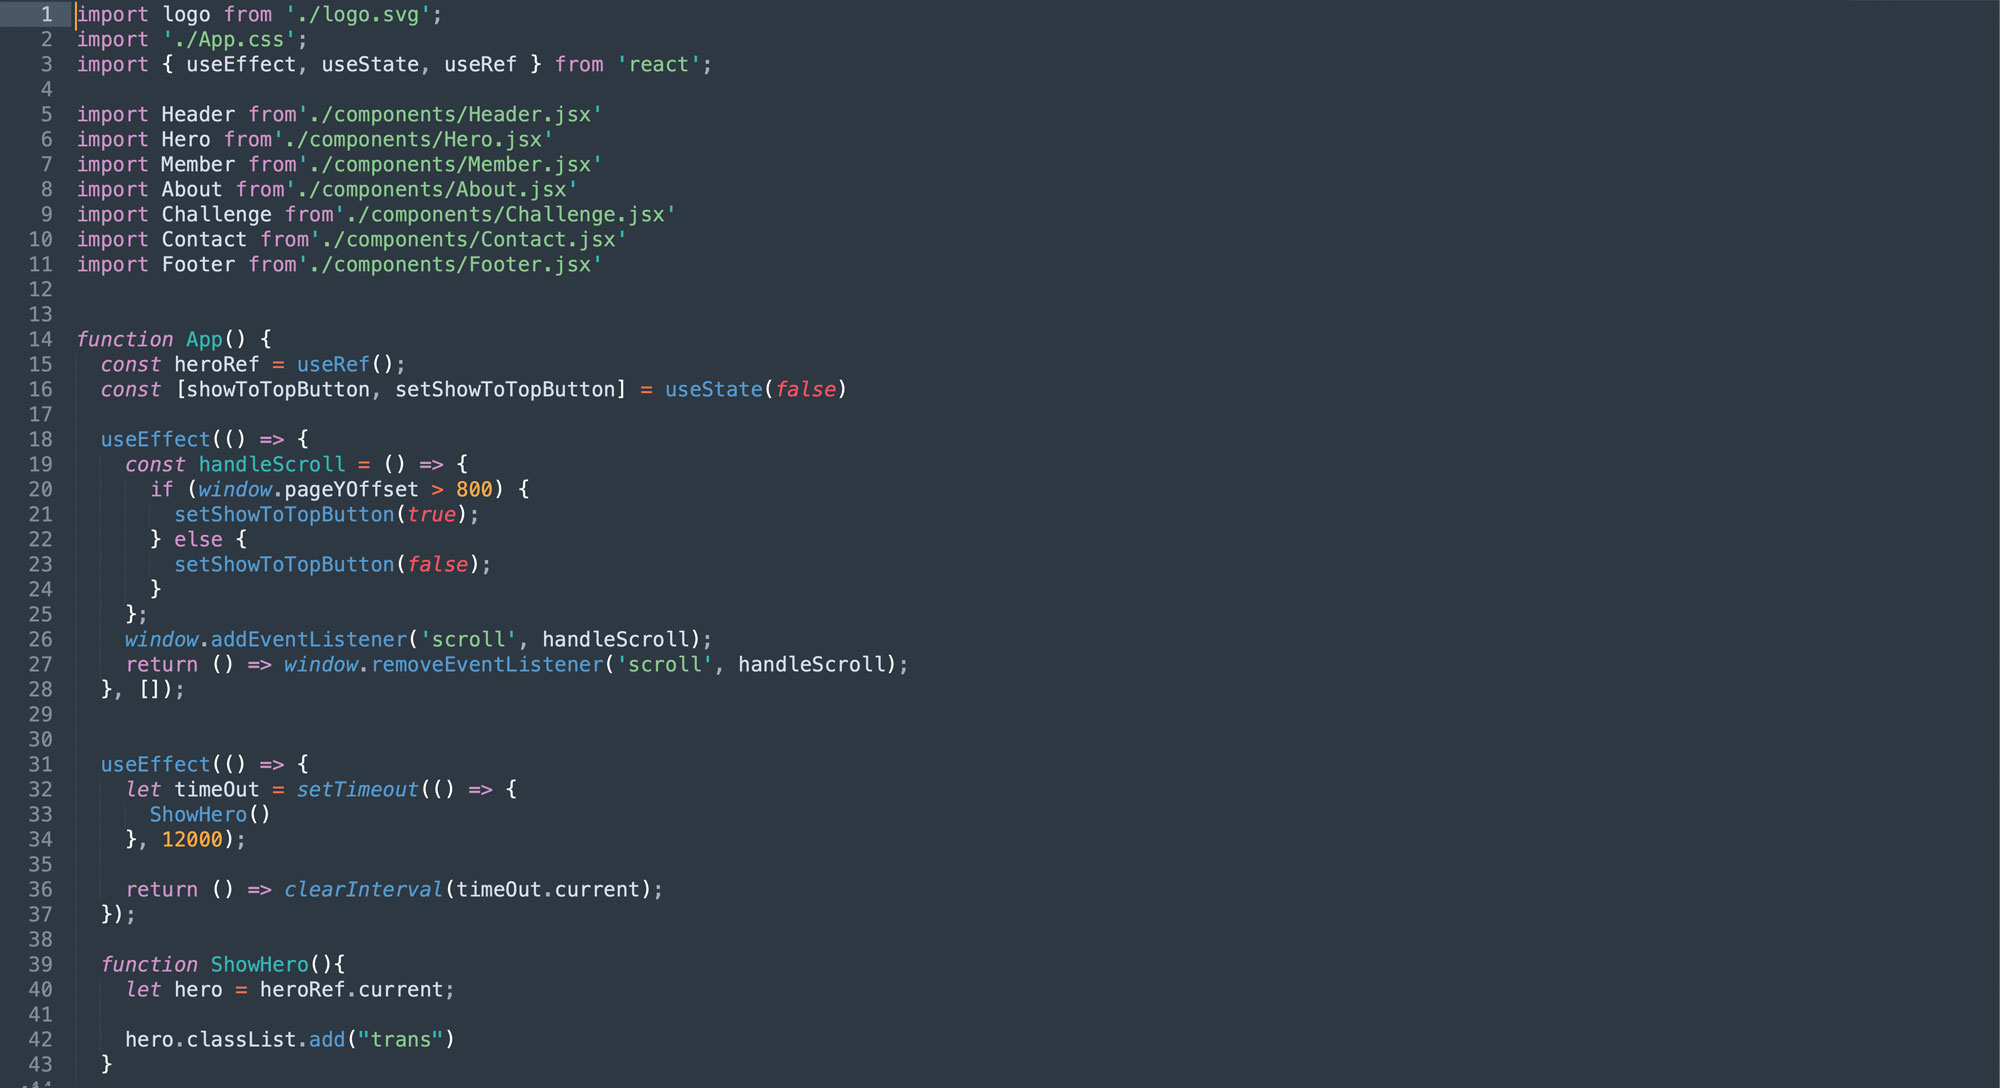 1 import logo from './logo.svg';
2 import './App.css';
3 import { useEffect, useState, useRef } from 'react';
4
5 import Header from'./components/Header.jsx'
6 import Hero from'./components/Hero.jsx'
7 import Member from'./components/Member.jsx'
8 import About from'./components/About.jsx'
9 import Challenge from'./components/Challenge.jsx'
10 import Contact from'./components/Contact.jsx'
11 import Footer from'./components/Footer.jsx'
12
13
14 function App() {
15   const heroRef = useRef();
16   const [showToTopButton, setShowToTopButton] = useState(false)
17
18   useEffect(() => {
19     const handleScroll = () => {
20       if (window.pageYOffset > 800) {
21         setShowToTopButton(true);
22       } else {
23         setShowToTopButton(false);
24       }
25     };
26     window.addEventListener('scroll', handleScroll);
27     return () => window.removeEventListener('scroll', handleScroll);
28   }, []);
29
30
31   useEffect(() => {
32     let timeOut = setTimeout(() => {
33       ShowHero()
34     }, 12000);
35
36     return () => clearInterval(timeOut.current);
37   });
38
39   function ShowHero(){
40     let hero = heroRef.current;
41
42     hero.classList.add("trans")
43   }